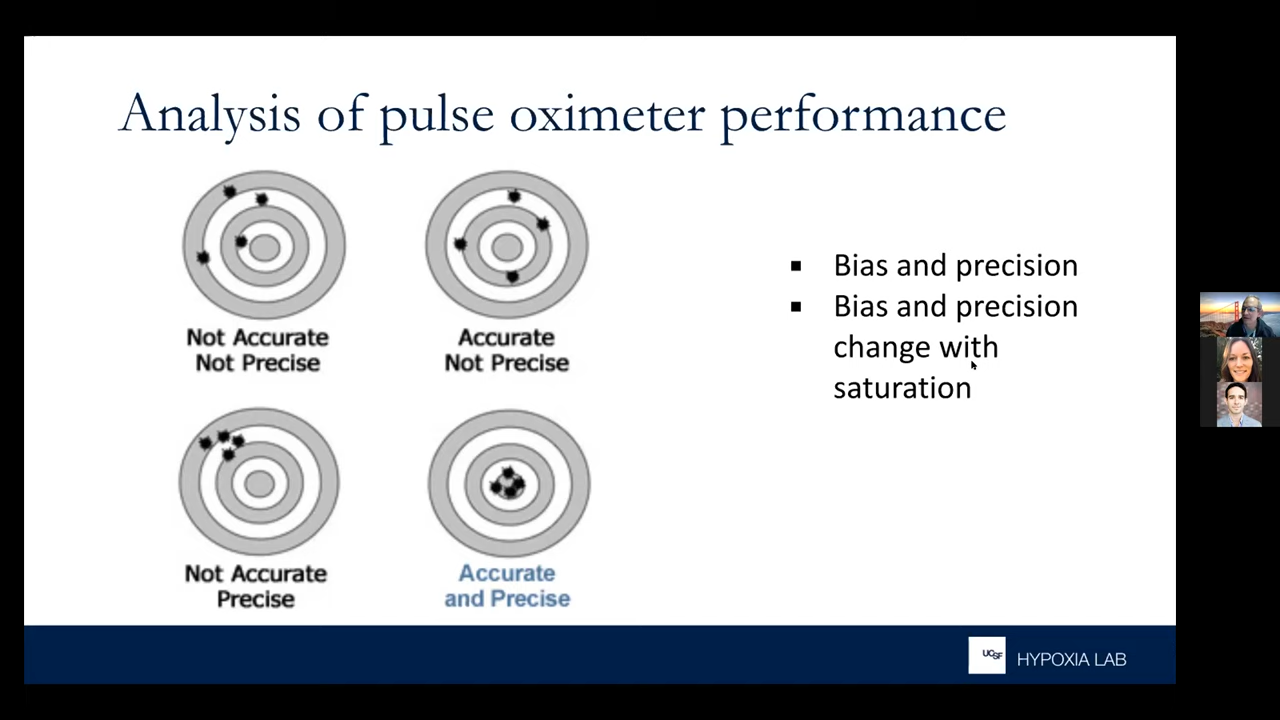 Analysis of pulse oximeter performance
Not Accurate
Not Precise
Accurate
Not Precise
Not Accurate
Precise
Accurate
and Precise
▪ Bias and precision
▪ Bias and precision
change with
saturation
UCSF
HYPOXIA LAB